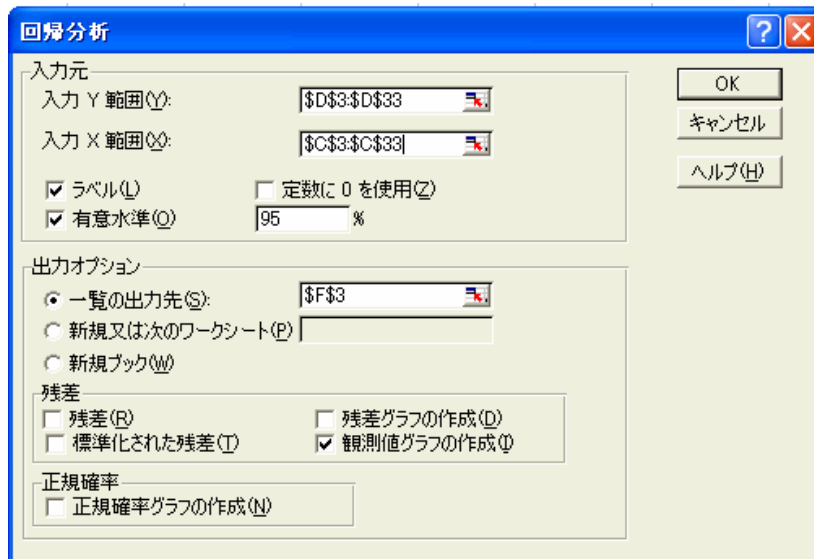 回帰分析
入力元
入力 Y 範囲(Y): $D$3:$D$33
OK
入力 X 範囲(X): $C$3:$C$33
キャンセル
ヘルプ(H)
ラベル(L) 定数に 0 を使用(Z)
有意水準(O) 95 %
出力オプション
一覧の出力先(S): $F$3
新規又は次のワークシート(P)
新規ブック(W)
残差
残差(R) 残差グラフの作成(D)
標準化された残差(T) 観測値グラフの作成(I)
正規確率
正規確率グラフの作成(N)